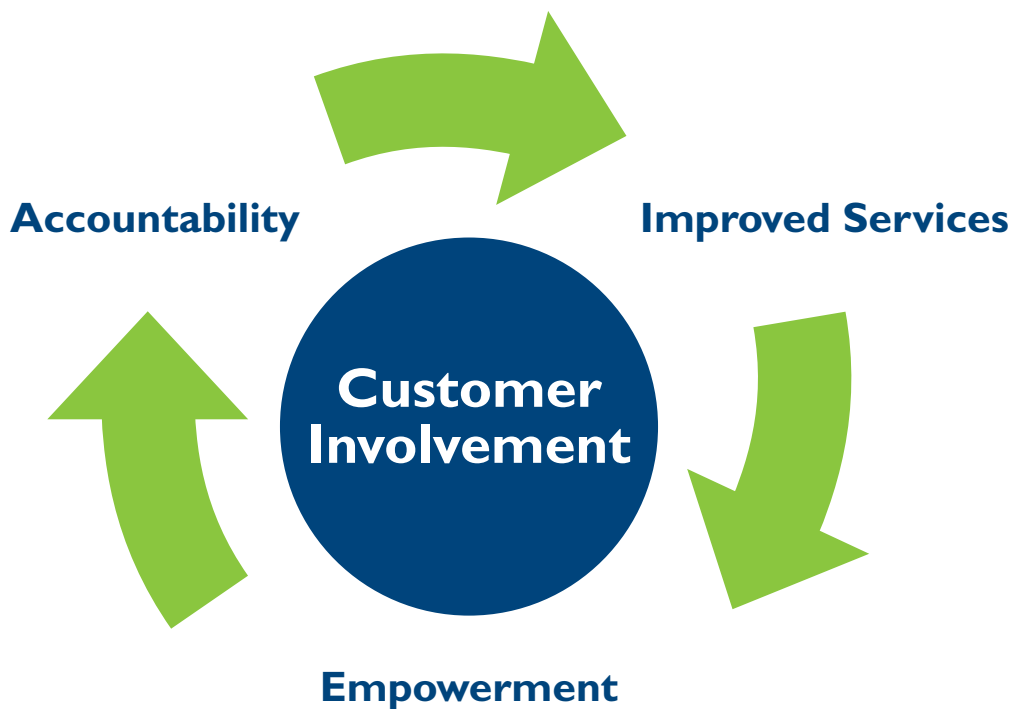 Accountability
Improved Services
Customer
Involvement
Empowerment